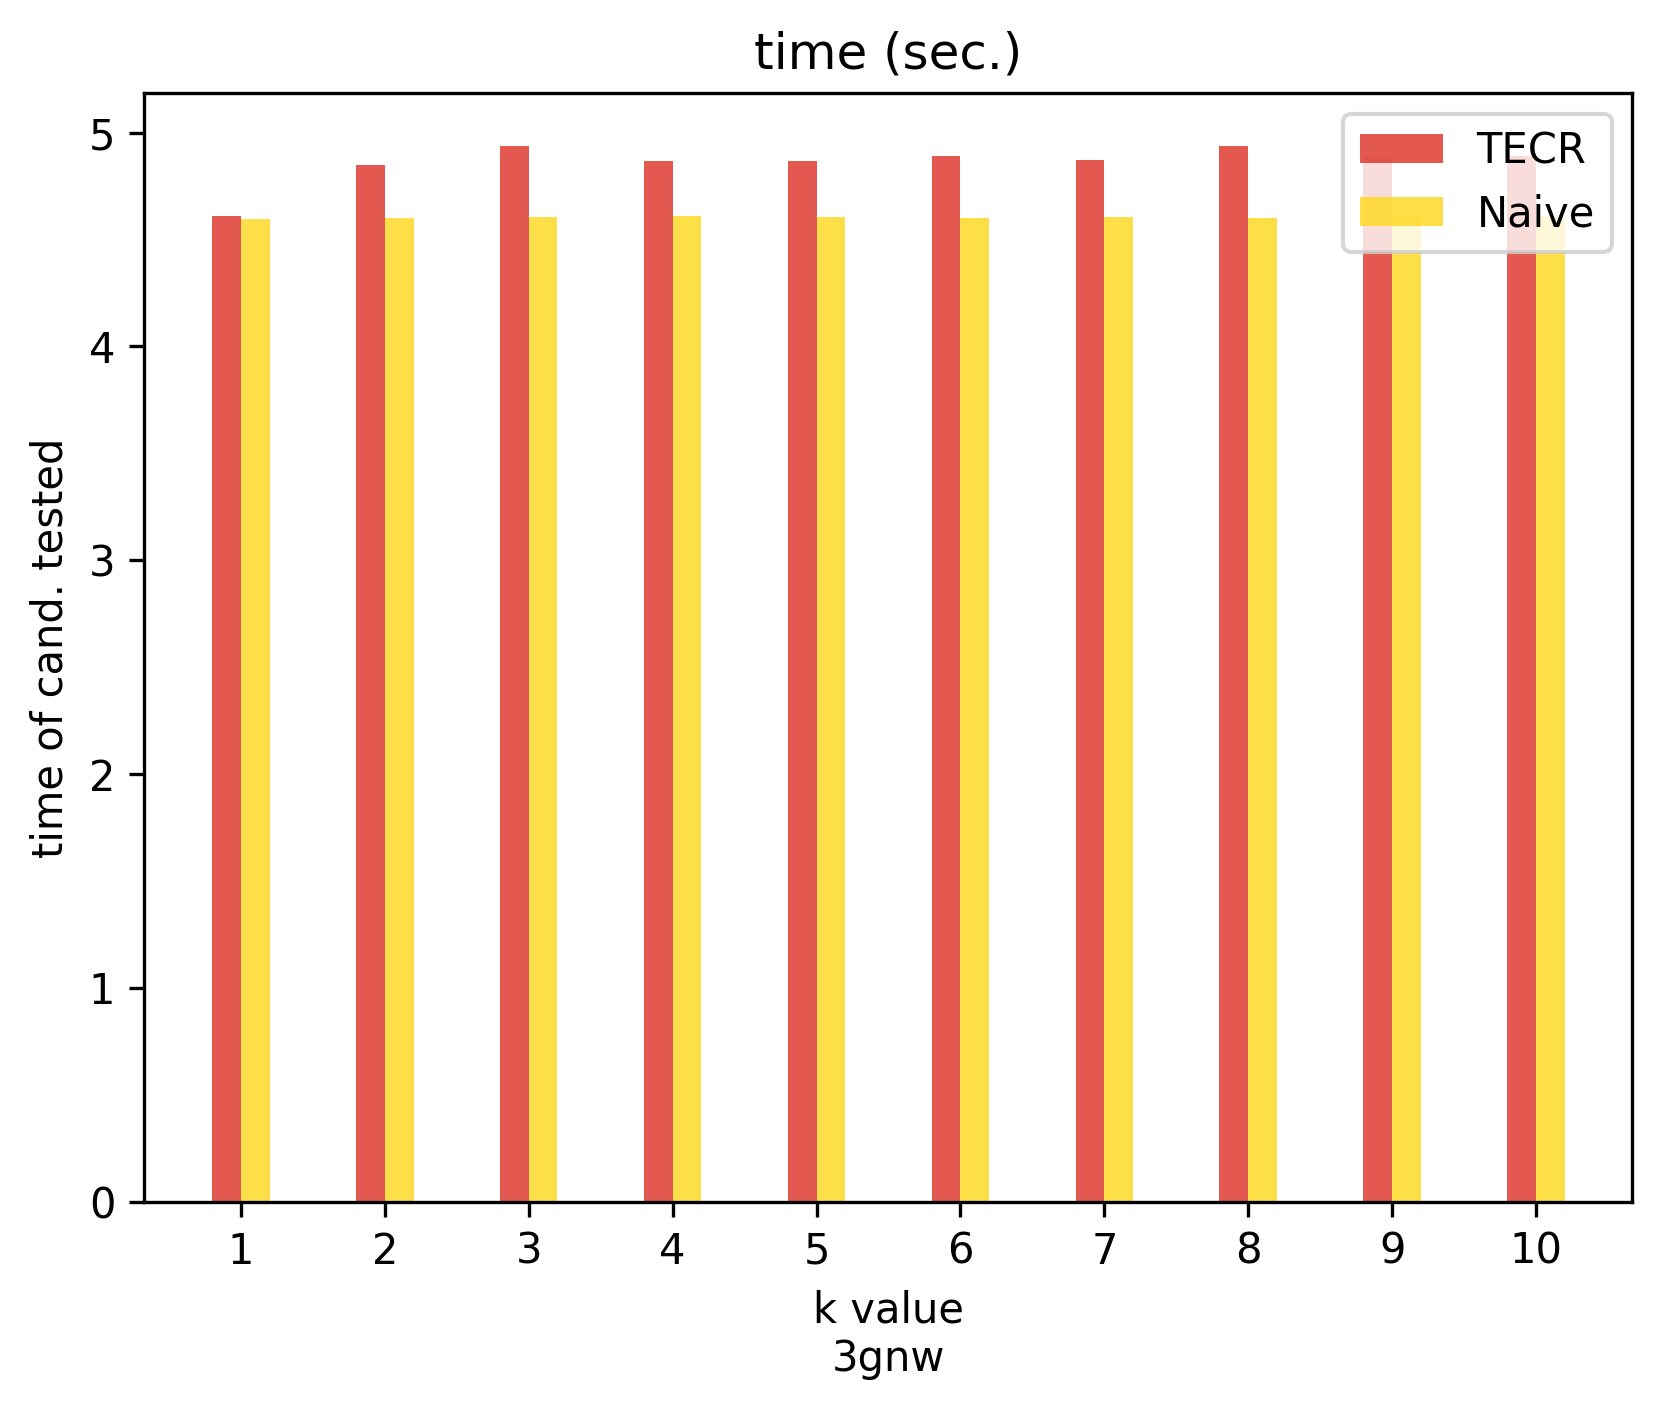 time (sec.)
TECR
Naive
5
4
3
2
1
0
time of cand. tested
1 2 3 4 5 6 7 8 9 10
k value
3gnw